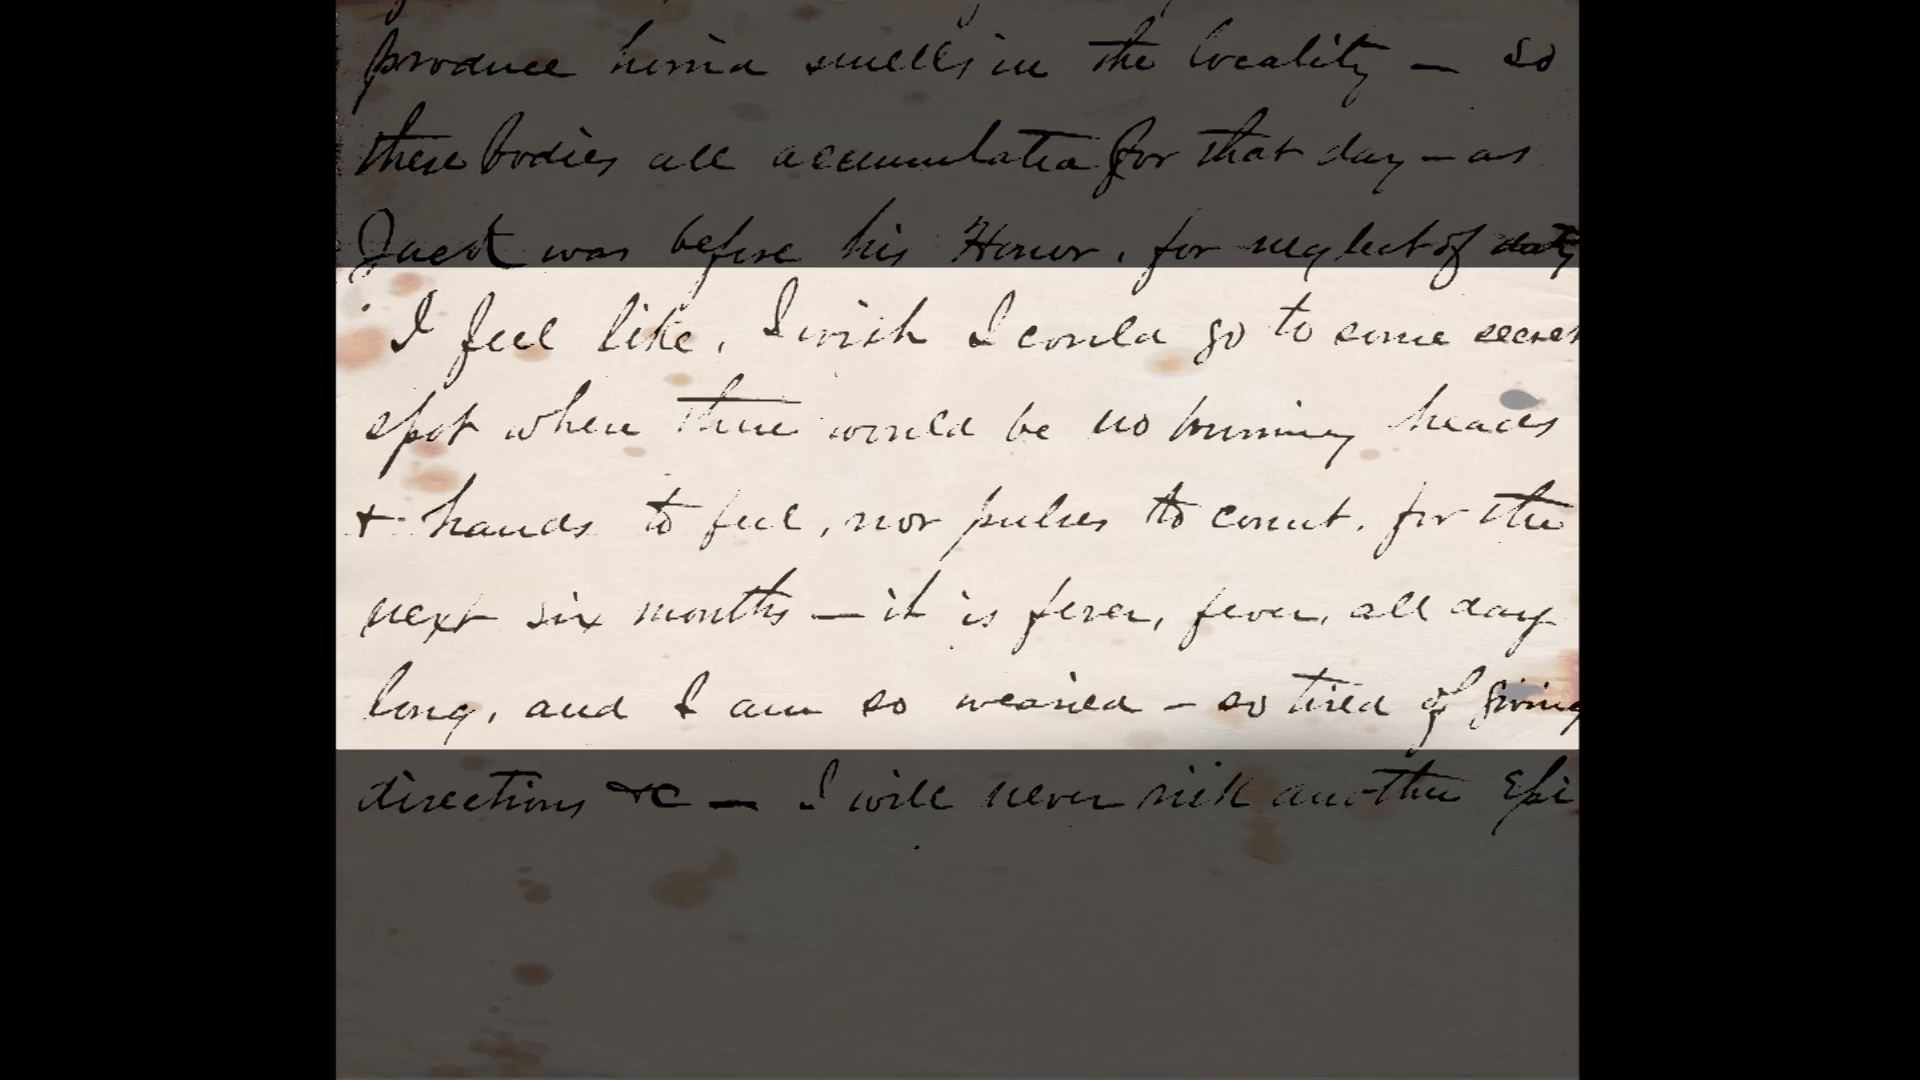 produce horrid smells in the locality — so
these bodies all accumulated for that day — as
Jack was before his Honor, for neglect of duty
I feel like, I wish I could go to some secret
spot where there would be no burning heads
+ hands to feel, nor pulses to count. for the
next six months — it is fever, fever, all day
long, and I am so wearied — so tired of giving
directions &c — I will never risk another Epi